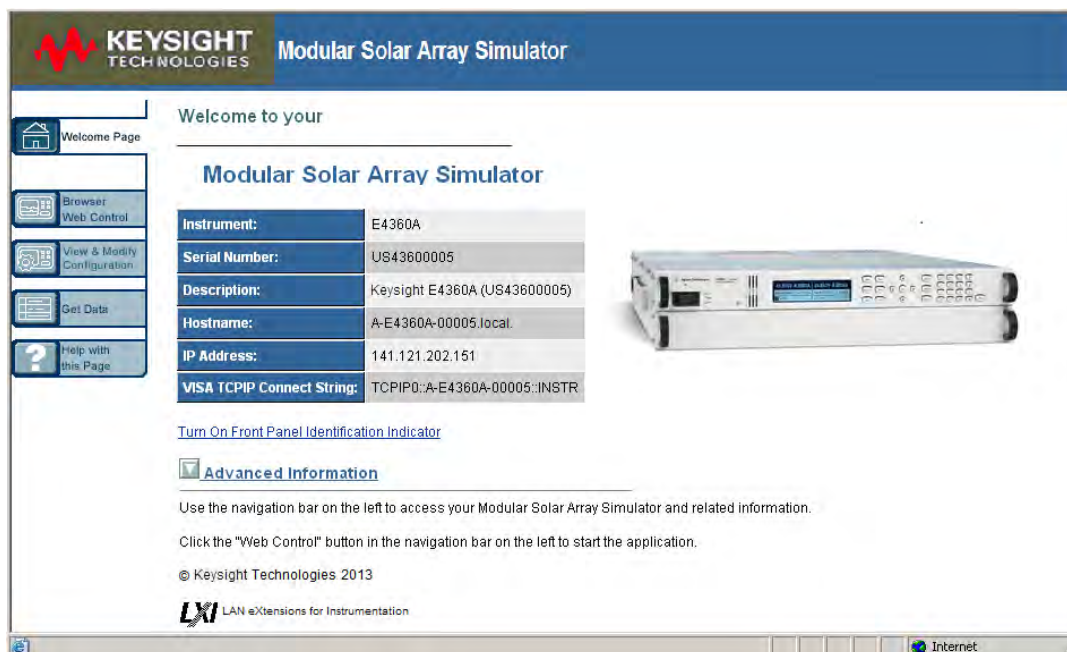 KEYSIGHT
TECHNOLOGIES
Modular Solar Array Simulator
Welcome Page
Browser
Web Control
View & Modify
Configuration
Get Data
Help with
this Page
Welcome to your
Modular Solar Array Simulator
Instrument: E4360A
Serial Number: US43600005
Description: Keysight E4360A (US43600005)
Hostname: A-E4360A-00005.local.
IP Address: 141.121.202.151
VISA TCPIP Connect String: TCPIP0::A-E4360A-00005::INSTR
Turn On Front Panel Identification Indicator
Advanced Information
Use the navigation bar on the left to access your Modular Solar Array Simulator and related information.
Click the "Web Control" button in the navigation bar on the left to start the application.
© Keysight Technologies 2013
LXI LAN eXtensions for Instrumentation
Internet